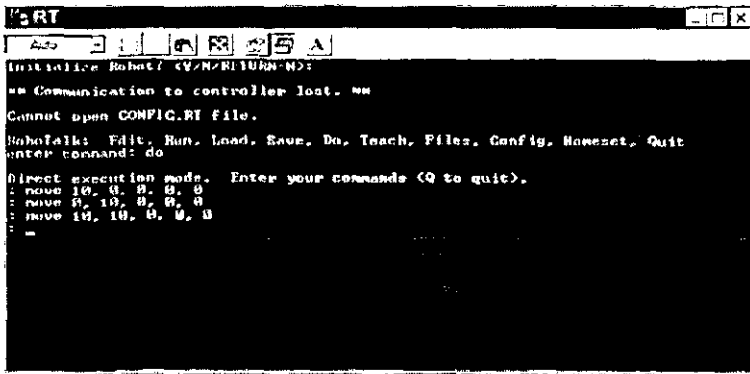 RT
Auto
A
Initialize Robot? (Y/N/RETURN=N):
** Communication to controller lost. **
Cannot open CONFIG.RT file.
RoboTalk: Edit, Run, Load, Save, Do, Teach, Files, Config, Homeset, Quit
enter command: do
Direct execution mode. Enter your commands (Q to quit).
: move 10, 0, 0, 0, 0
: move 0, 10, 0, 0, 0
: move 10, 10, 0, 0, 0
: _